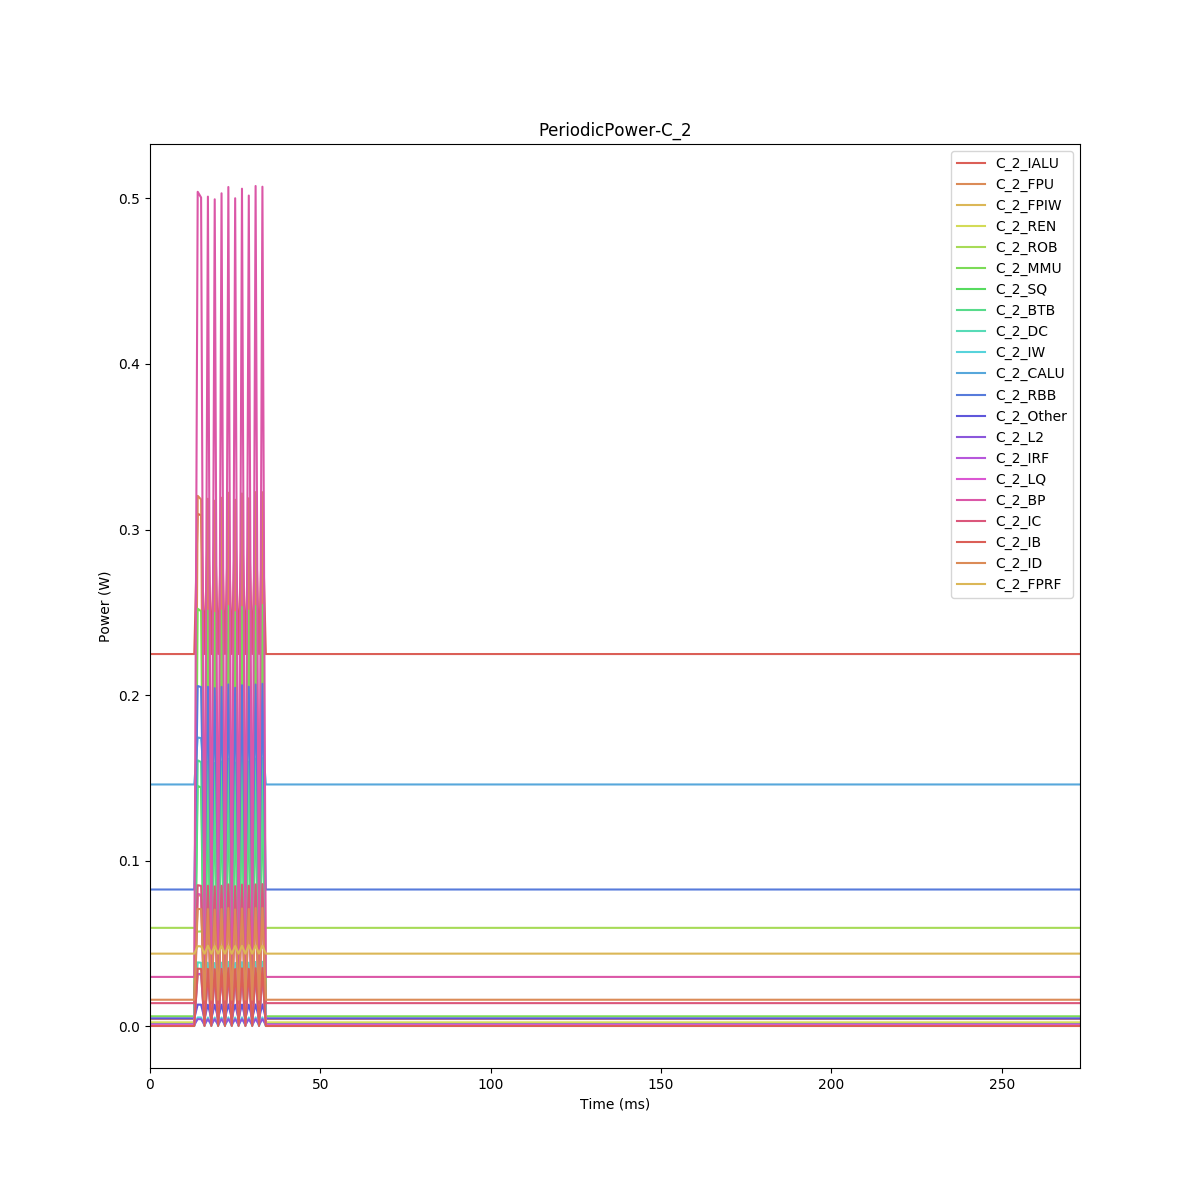 PeriodicPower-C_2
C_2_IALU
C_2_FPU
C_2_FPIW
C_2_REN
C_2_ROB
C_2_MMU
C_2_SQ
C_2_BTB
C_2_DC
C_2_IW
C_2_CALU
C_2_RBB
C_2_Other
C_2_L2
C_2_IRF
C_2_LQ
C_2_BP
C_2_IC
C_2_IB
C_2_ID
C_2_FPRF
0.5
0.4
0.3
0.2
0.1
0.0
Power (W)
0 50 100 150 200 250
Time (ms)